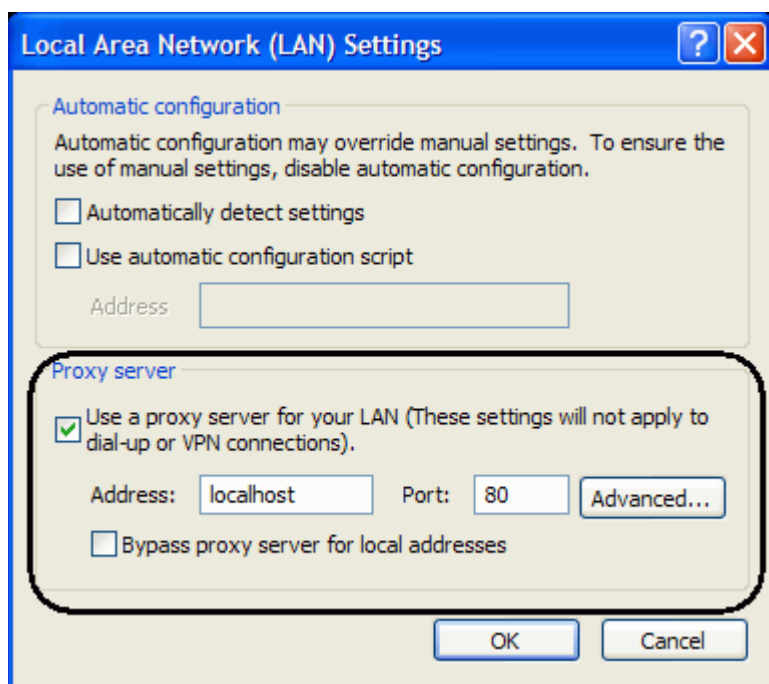 Local Area Network (LAN) Settings
Automatic configuration
Automatic configuration may override manual settings. To ensure the
use of manual settings, disable automatic configuration.
Automatically detect settings
Use automatic configuration script
Address
Proxy server
Use a proxy server for your LAN (These settings will not apply to
dial-up or VPN connections).
Address: localhost Port: 80 Advanced...
Bypass proxy server for local addresses
OK Cancel